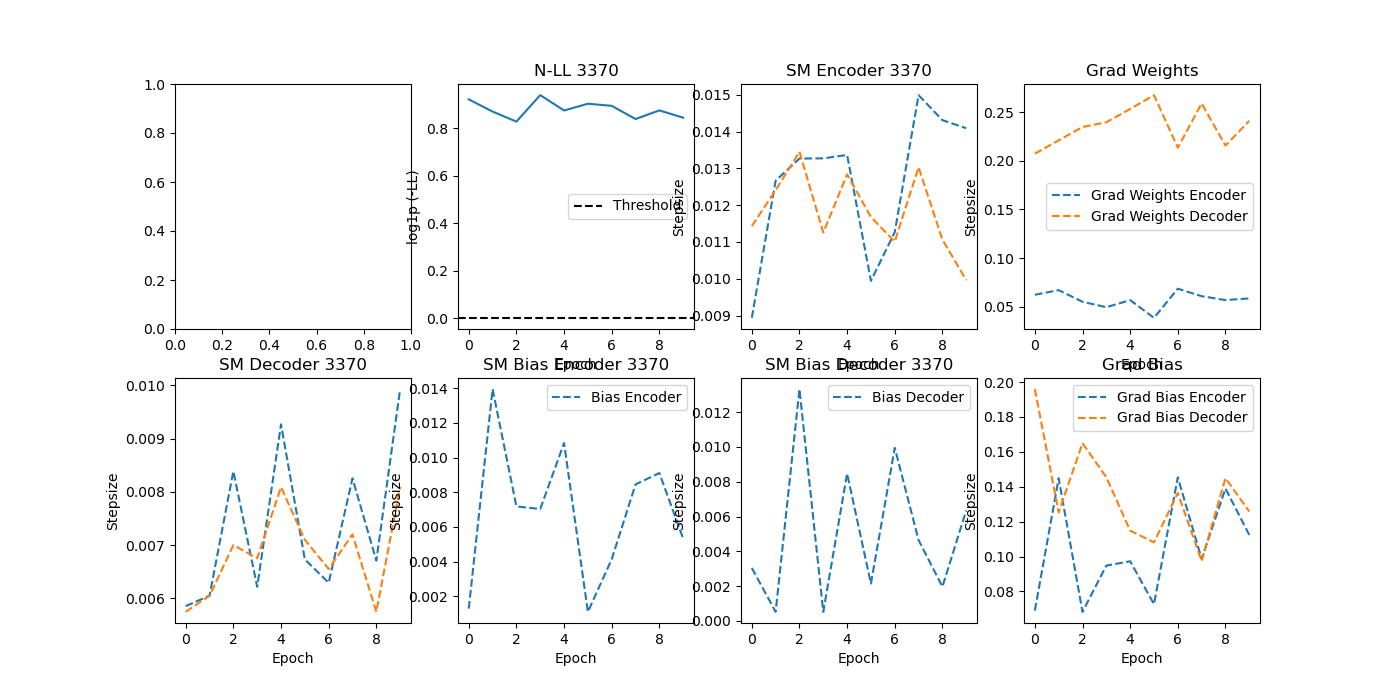 N-LL 3370
SM Encoder 3370
Grad Weights
1.0
0.8
0.6
0.4
0.2
0.0
0.0 0.2 0.4 0.6 0.8 1.0
log1p (-LL)
0.8
0.6
0.4
0.2
0.0
Threshold
0 2 4 6 8
Epoch
Stepsize
0.015
0.014
0.013
0.012
0.011
0.010
0.009
0 2 4 6 8
Epoch
Stepsize
0.25
0.20
0.15
0.10
0.05
Grad Weights Encoder
Grad Weights Decoder
0 2 4 6 8
Epoch
SM Decoder 3370
SM Bias Encoder 3370
SM Bias Decoder 3370
Grad Bias
Stepsize
0.010
0.009
0.008
0.007
0.006
0 2 4 6 8
Epoch
Stepsize
0.014
0.012
0.010
0.008
0.006
0.004
0.002
Bias Encoder
0 2 4 6 8
Epoch
Stepsize
0.012
0.010
0.008
0.006
0.004
0.002
0.000
Bias Decoder
0 2 4 6 8
Epoch
Stepsize
0.20
0.18
0.16
0.14
0.12
0.10
0.08
Grad Bias Encoder
Grad Bias Decoder
0 2 4 6 8
Epoch